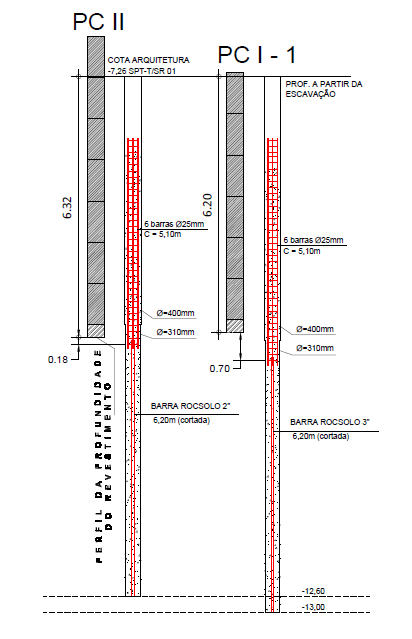 PC II
COTA ARQUITETURA
-7,26 SPT-T/SR 01
PC I - 1
PROF. A PARTIR DA
ESCAVAÇÃO
6.32
6 barras Ø25mm
C = 5,10m
Ø=400mm
Ø=310mm
0.18
PERFIL DA PROFUNDIDADE
DO REVESTIMENTO
BARRA ROCSOLO 2"
6,20m (cortada)
6.20
6 barras Ø25mm
C = 5,10m
Ø=400mm
Ø=310mm
0.70
BARRA ROCSOLO 3"
6,20m (cortada)
-12,60
-13,00